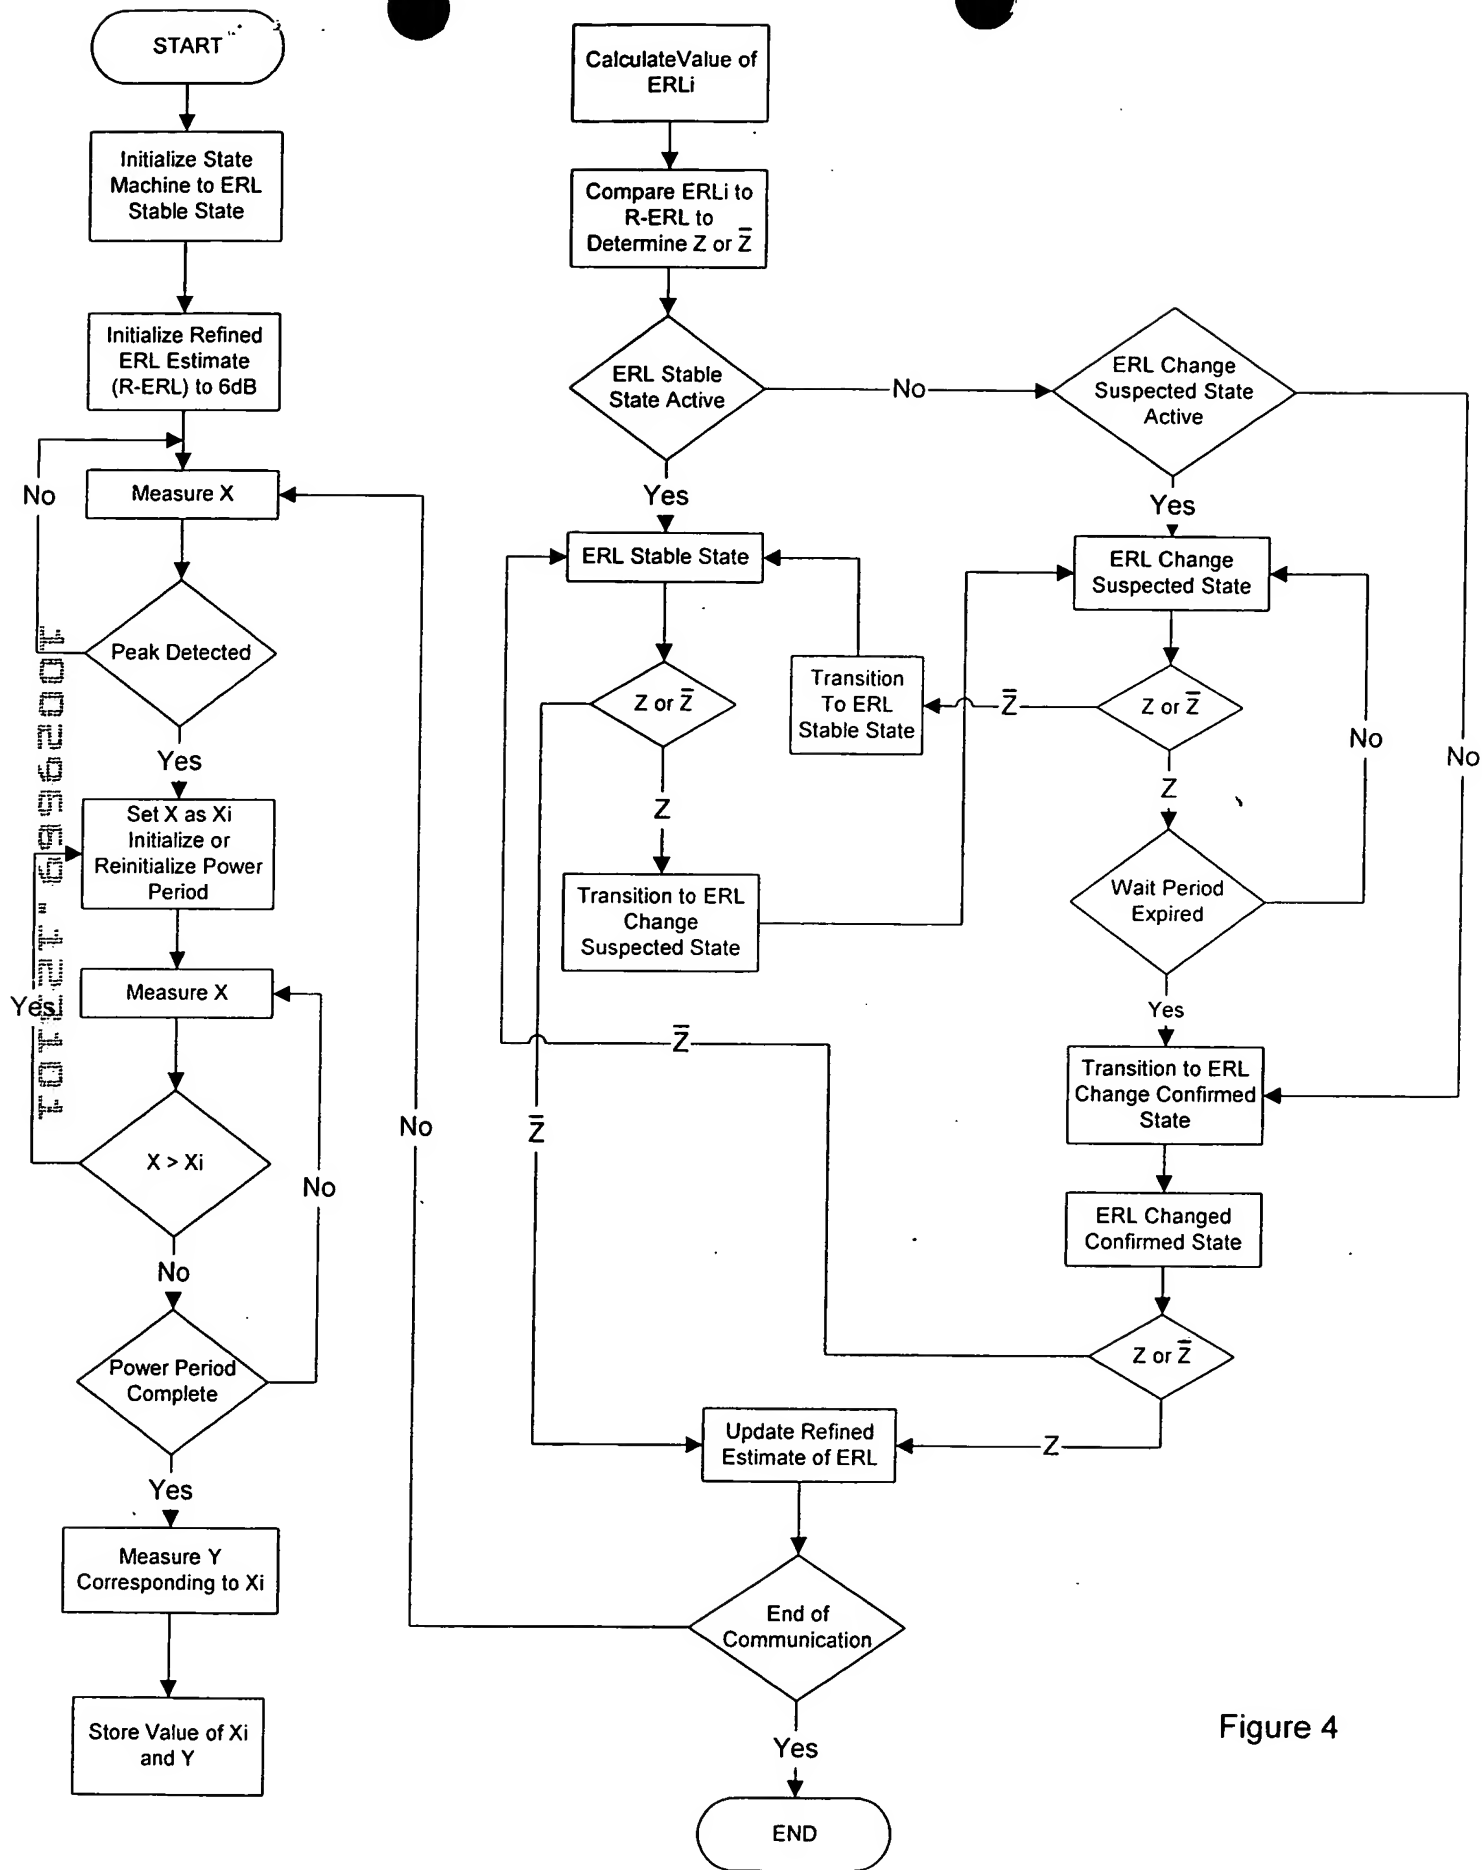 START
Initialize State
Machine to ERL
Stable State
Initialize Refined
ERL Estimate
(R-ERL) to 6dB
No
Measure X
Peak Detected
Yes
Set X as Xi
Initialize or
Reinitialize Power
Period
Measure X
Yes
X > Xi
No
No
Power Period
Complete
Yes
Measure Y
Corresponding to Xi
Store Value of Xi
and Y
10029569 - 122101
CalculateValue of
ERLi
Compare ERLi to
R-ERL to
Determine Z or Z̅
ERL Stable
State Active
No
ERL Change
Suspected State
Active
Yes
Yes
ERL Stable State
ERL Change
Suspected State
Z or Z̅
Transition
To ERL
Stable State
Z̅
Z or Z̅
No
No
Z
Z
Transition to ERL
Change
Suspected State
Wait Period
Expired
Yes
Z̅
Transition to ERL
Change Confirmed
State
No
Z̅
ERL Changed
Confirmed State
Z or Z̅
Update Refined
Estimate of ERL
Z
End of
Communication
Yes
END
Figure 4